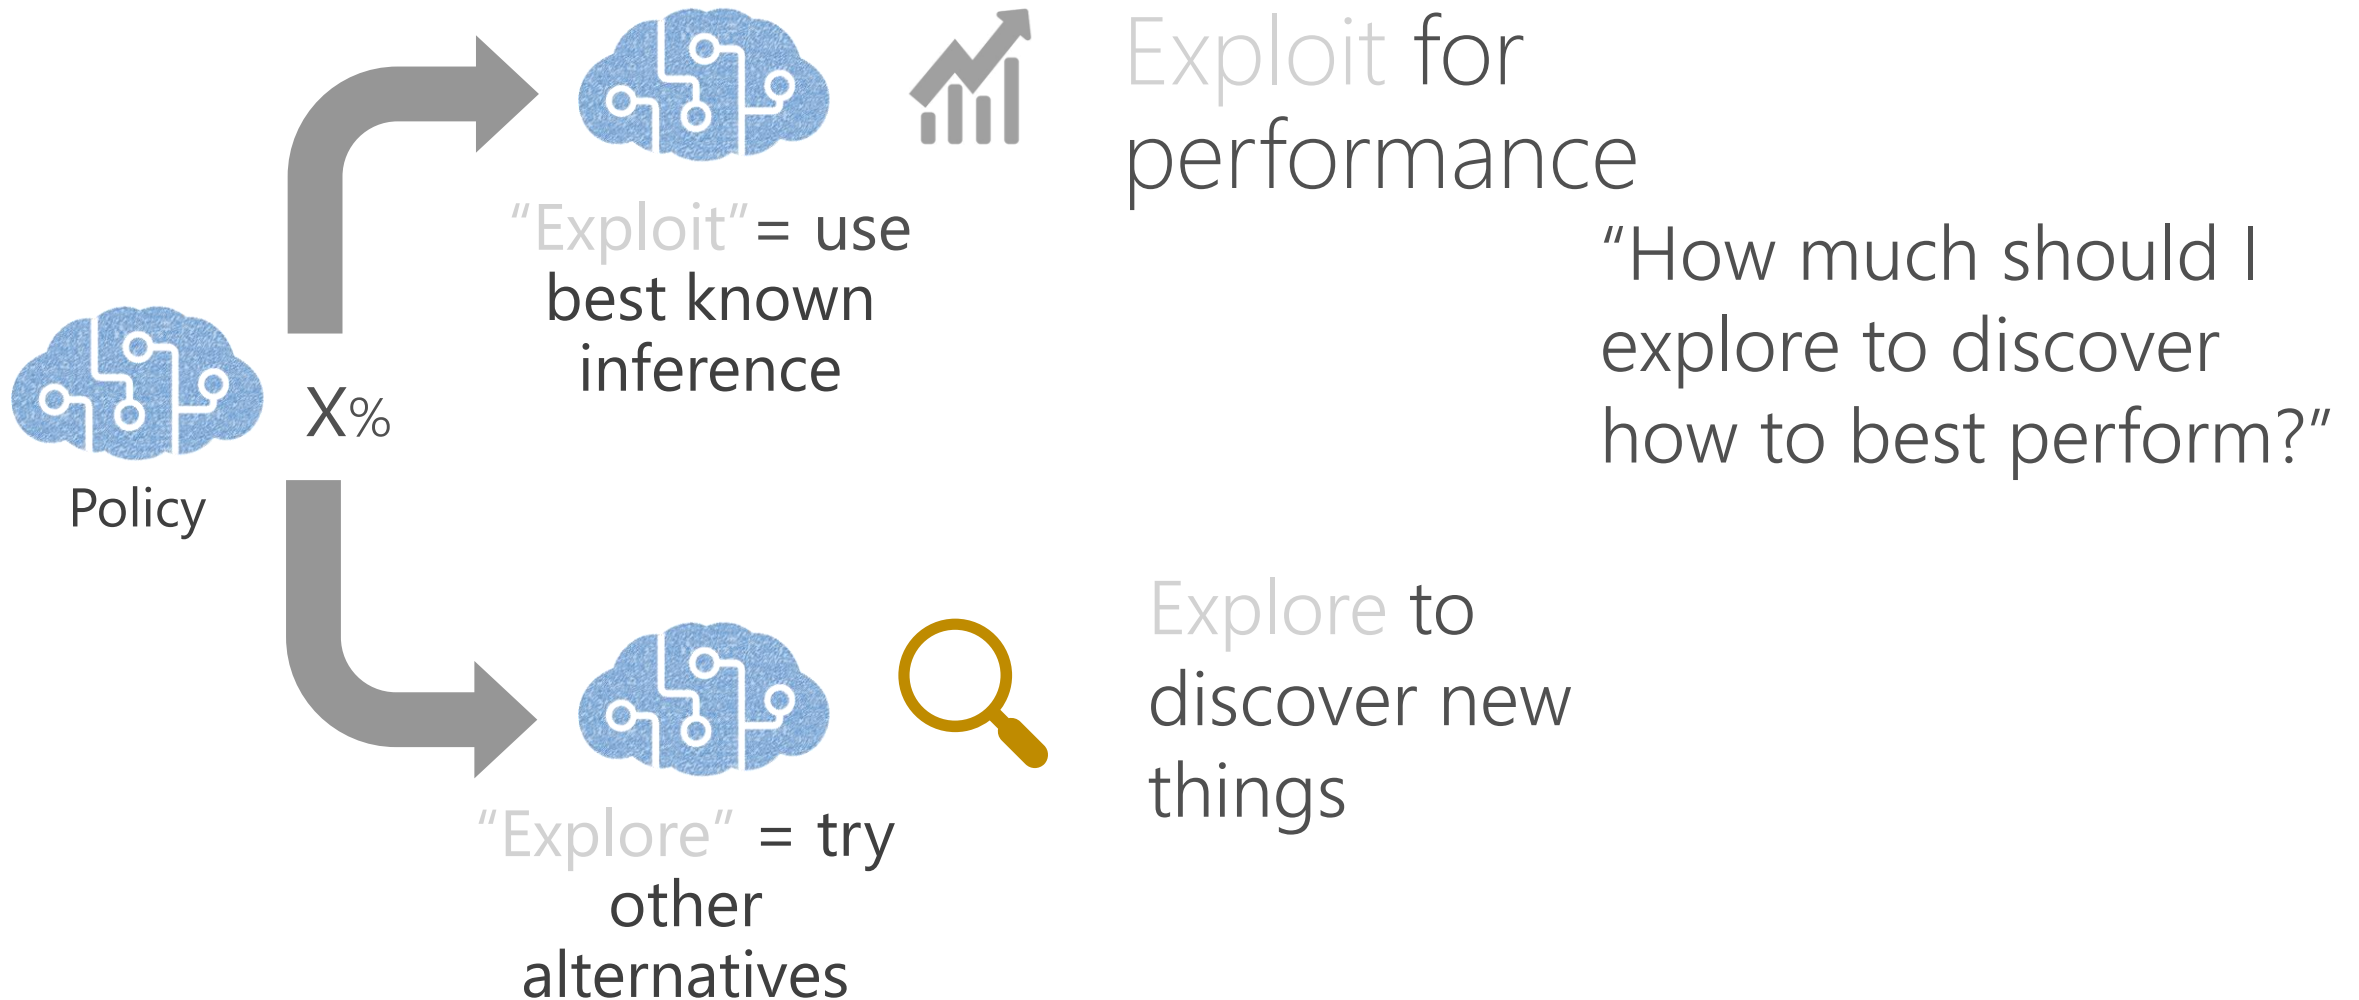 Exploit for
performance
“Exploit” = use
best known
inference
“How much should I
explore to discover
how to best perform?”
X%
Policy
Explore to
discover new
things
“Explore” = try
other
alternatives